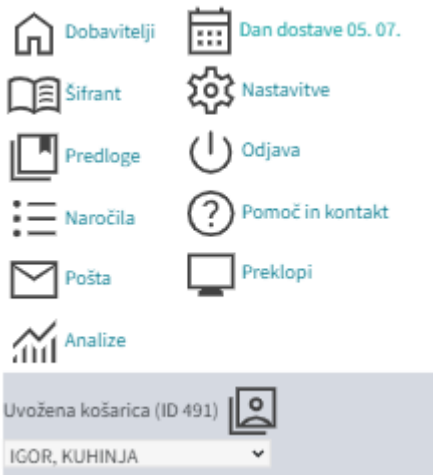 Dobavitelji
Dan dostave 05. 07.
Šifrant
Nastavitve
Predloge
Odjava
Naročila
Pomoč in kontakt
Pošta
Preklopi
Analize
Uvožena košarica (ID 491)
IGOR, KUHINJA